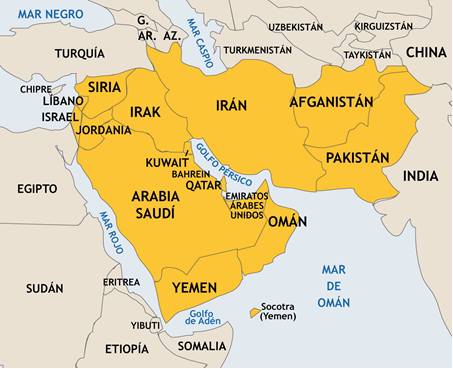 MAR NEGRO
G.
AR. AZ.
MAR CASPIO
UZBEKISTÁN
KIRGUIZSTÁN
TURQUÍA
TURKMENISTÁN
TAYKISTÁN
CHINA
CHIPRE
SIRIA
LÍBANO
ISRAEL
IRAK
IRÁN
AFGANISTÁN
JORDANIA
KUWAIT
GOLFO PÉRSICO
PAKISTÁN
BAHREIN
QATAR
INDIA
EGIPTO
ARABIA
SAUDÍ
EMIRATOS
ÁRABES
UNIDOS
OMÁN
MAR ROJO
MAR
DE
OMÁN
SUDÁN
ERITREA
YEMEN
Socotra
(Yemen)
Golfo
de Adén
YIBUTI
ETIOPÍA
SOMALIA